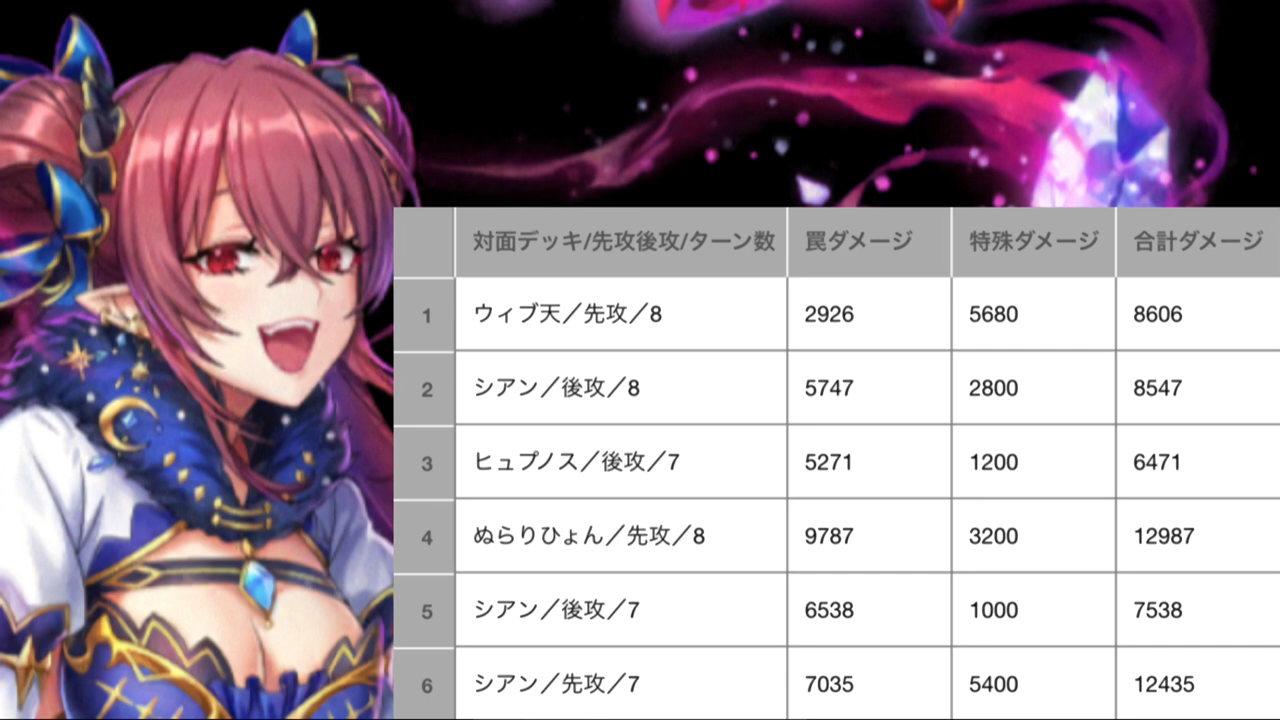 対面デッキ/先攻後攻/ターン数 罠ダメージ 特殊ダメージ 合計ダメージ
1 ウィブ天／先攻／8 2926 5680 8606
2 シアン／後攻／8 5747 2800 8547
3 ヒュプノス／後攻／7 5271 1200 6471
4 ぬらりひょん／先攻／8 9787 3200 12987
5 シアン／後攻／7 6538 1000 7538
6 シアン／先攻／7 7035 5400 12435